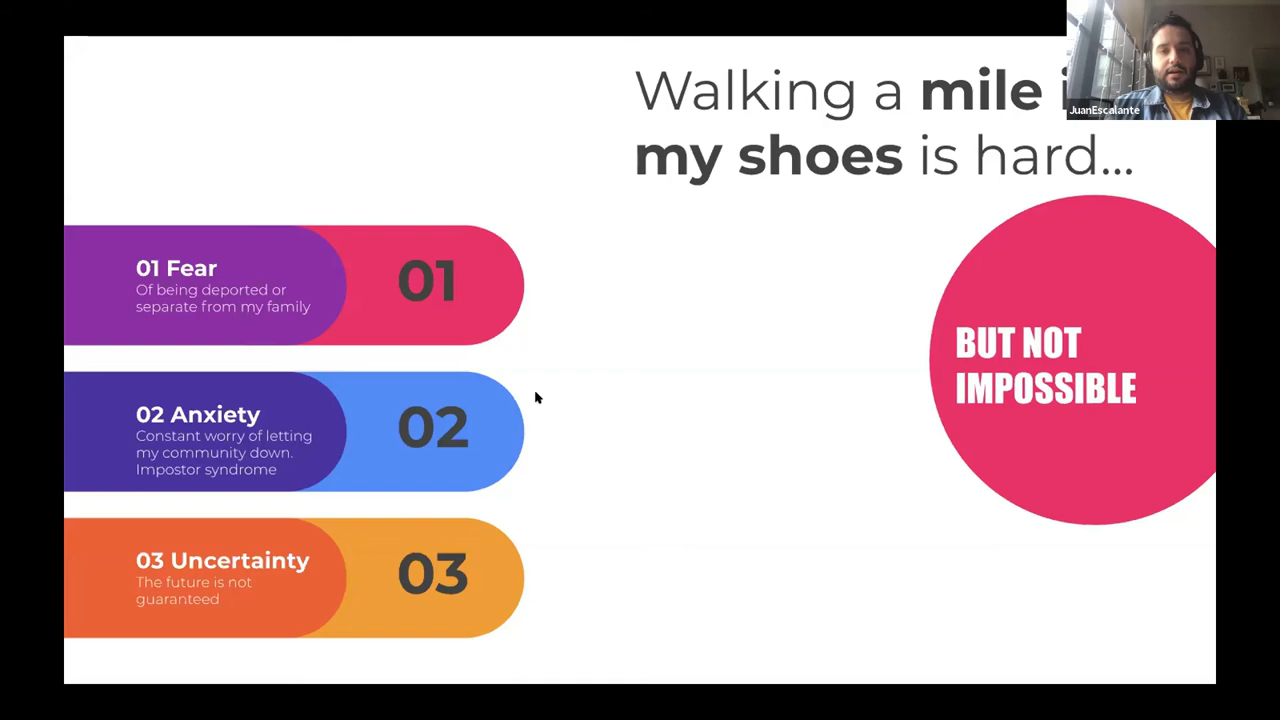 Walking a mile i
my shoes is hard...
JuanEscalante
01 Fear
Of being deported or
separate from my family
01
02 Anxiety
Constant worry of letting
my community down.
Impostor syndrome
02
03 Uncertainty
The future is not
guaranteed
03
BUT NOT
IMPOSSIBLE